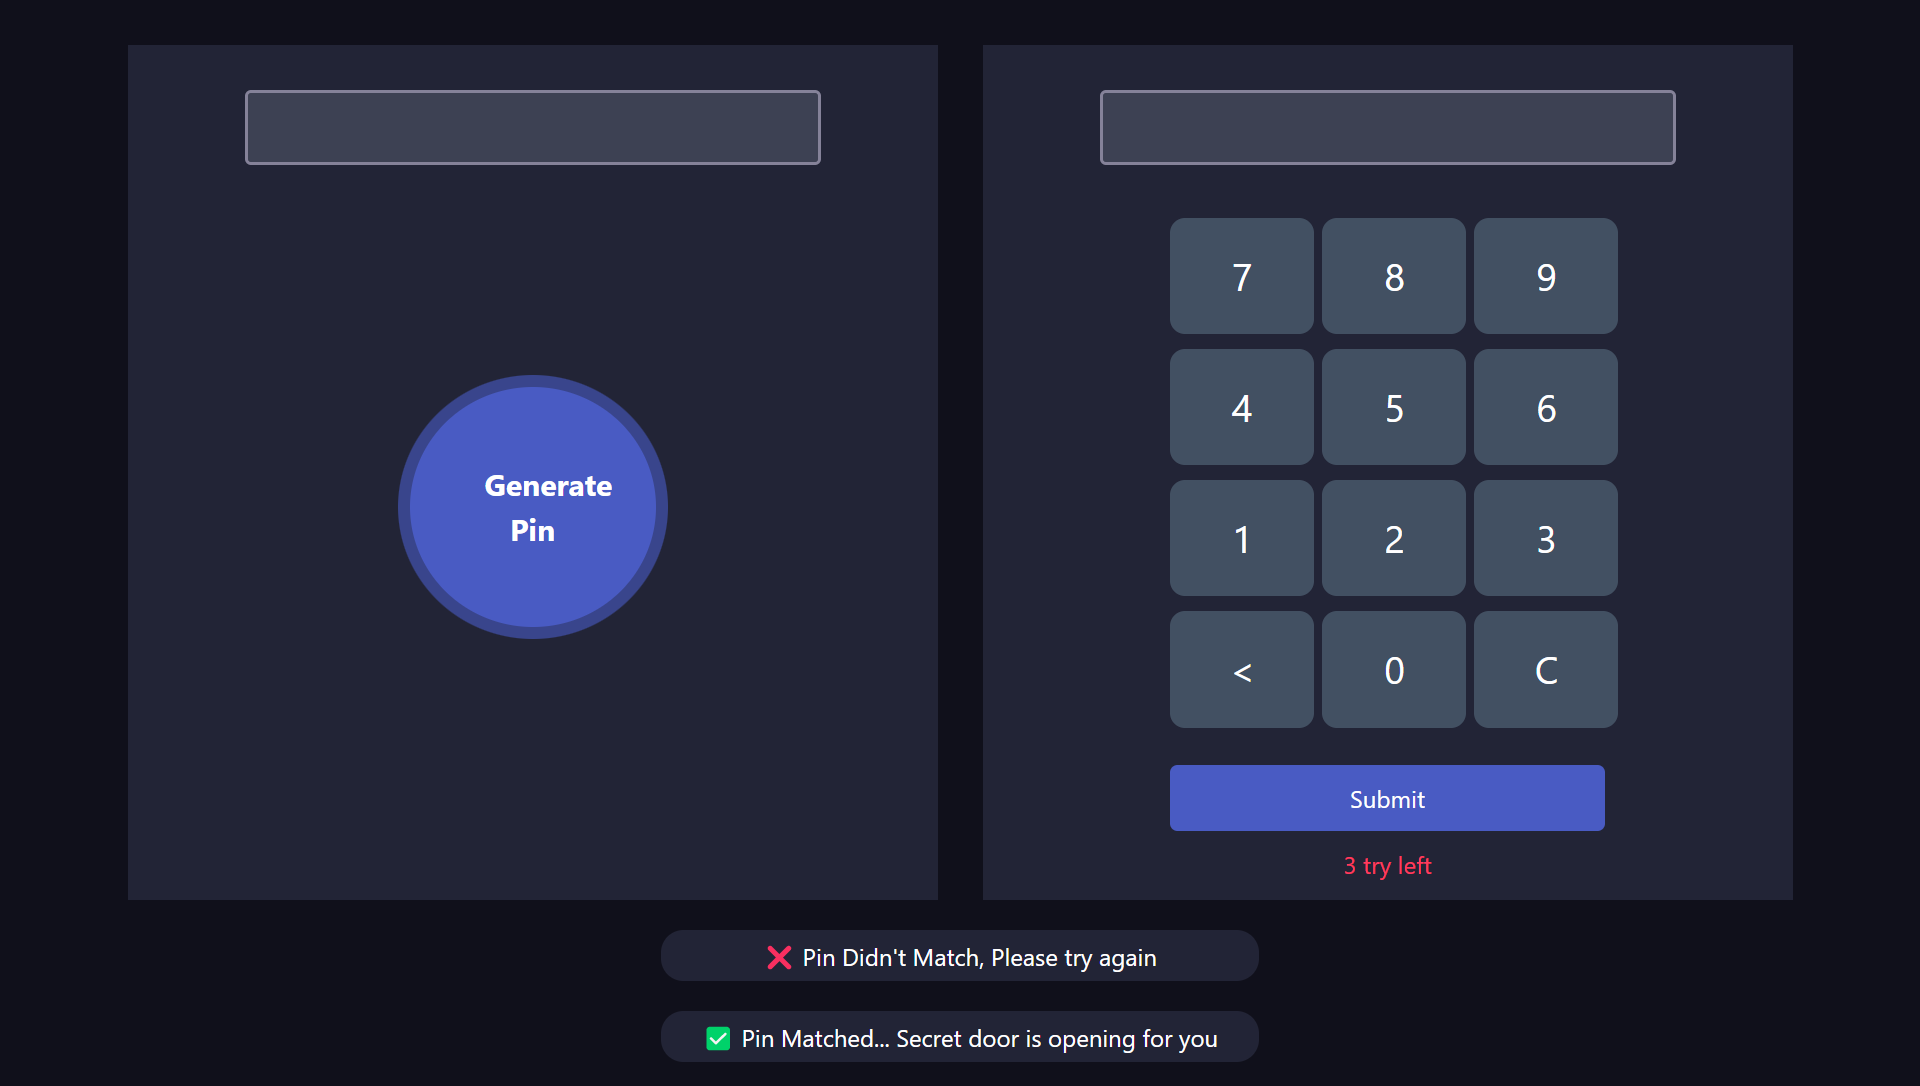 Generate
Pin
7 8 9
4 5 6
1 2 3
< 0 C
Submit
3 try left
❌ Pin Didn't Match, Please try again
✅ Pin Matched... Secret door is opening for you